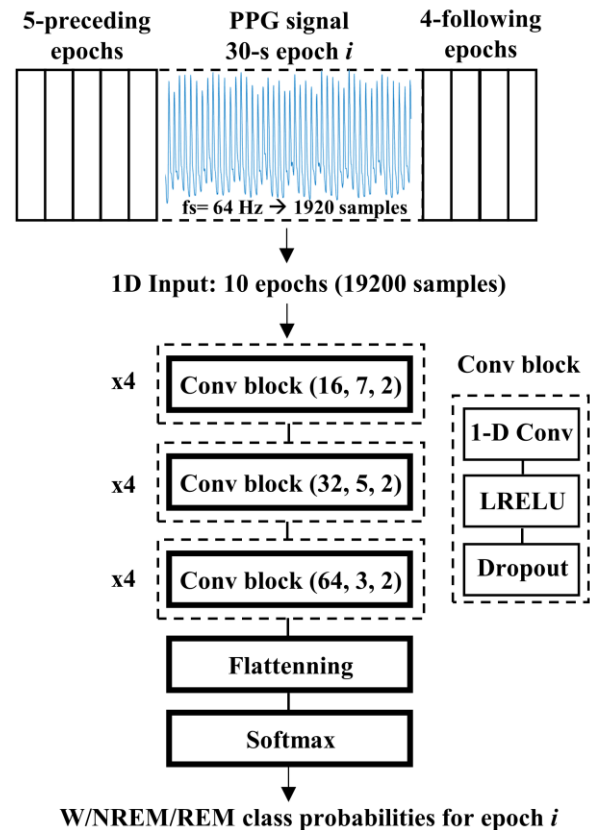 5-preceding
epochs
PPG signal
30-s epoch i
4-following
epochs
fs= 64 Hz → 1920 samples
1D Input: 10 epochs (19200 samples)
x4
Conv block (16, 7, 2)
x4
Conv block (32, 5, 2)
x4
Conv block (64, 3, 2)
Flattenning
Softmax
W/NREM/REM class probabilities for epoch i
Conv block
1-D Conv
LRELU
Dropout